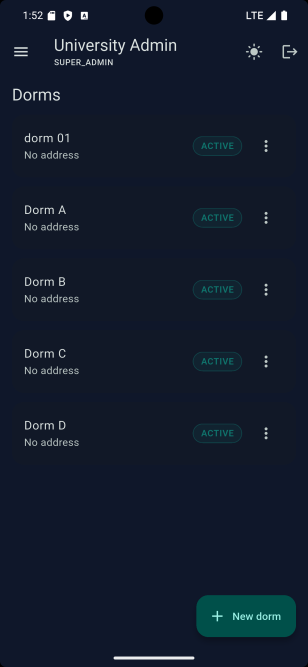 1:52
LTE
University Admin
SUPER_ADMIN
Dorms
dorm 01
No address
ACTIVE
Dorm A
No address
ACTIVE
Dorm B
No address
ACTIVE
Dorm C
No address
ACTIVE
Dorm D
No address
ACTIVE
New dorm